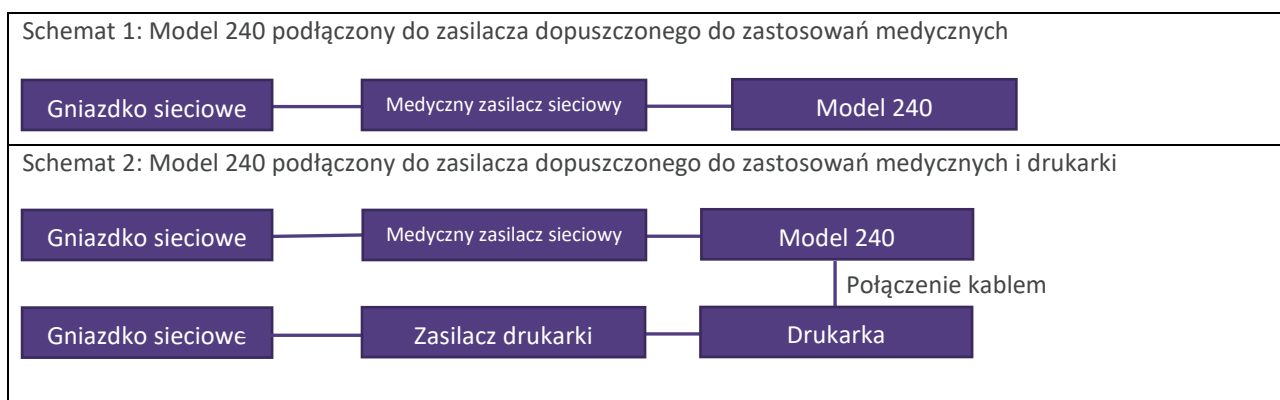 Schemat 1: Model 240 podłączony do zasilacza dopuszczonego do zastosowań medycznych
Gniazdko sieciowe Medyczny zasilacz sieciowy Model 240
Schemat 2: Model 240 podłączony do zasilacza dopuszczonego do zastosowań medycznych i drukarki
Gniazdko sieciowe Medyczny zasilacz sieciowy Model 240
Połączenie kablem
Gniazdko sieciowe Zasilacz drukarki Drukarka